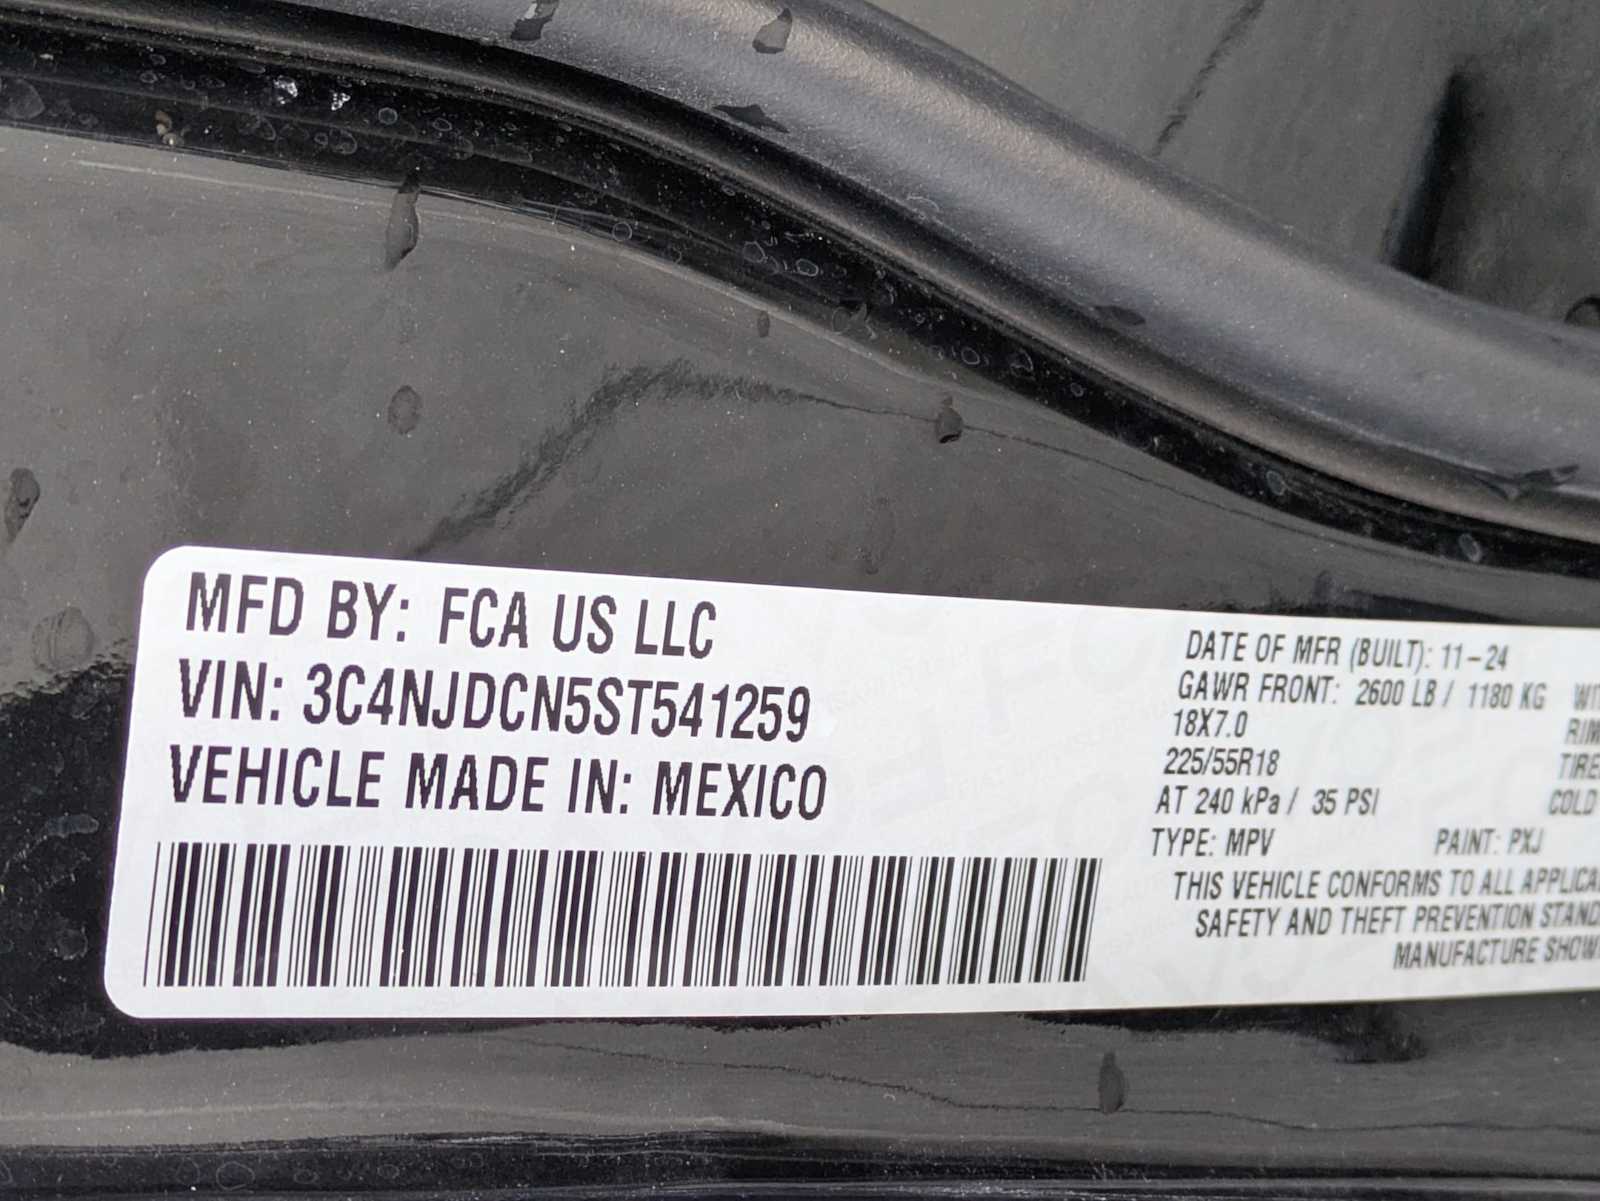 MFD BY: FCA US LLC
VIN: 3C4NJDCN5ST541259
VEHICLE MADE IN: MEXICO
DATE OF MFR (BUILT): 11-24
GAWR FRONT: 2600 LB / 1180 KG
18X7.0
225/55R18
AT 240 kPa / 35 PSI COLD
TYPE: MPV PAINT: PXJ
THIS VEHICLE CONFORMS TO ALL
SAFETY AND THEFT PREVENTION
MANUFACTURE